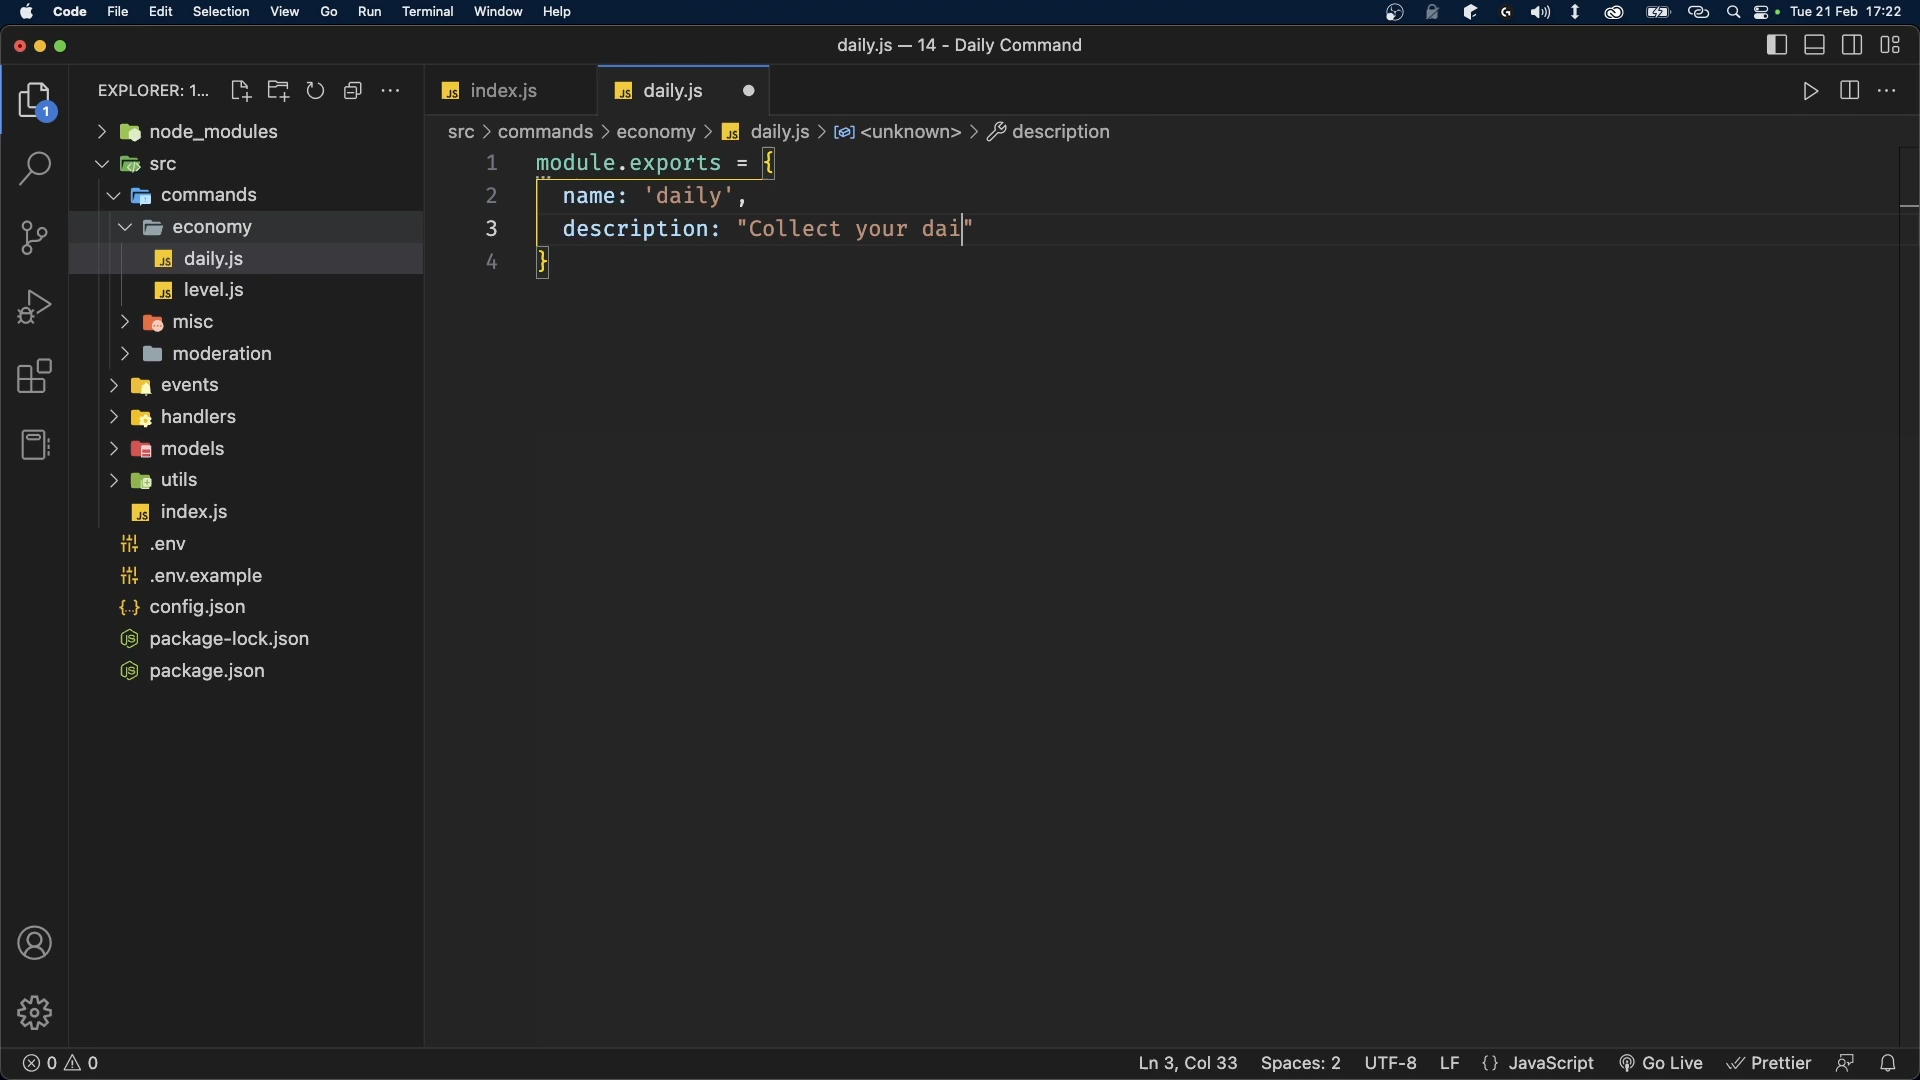 Code File Edit Selection View Go Run Terminal Window Help Tue 21 Feb 17:22
daily.js — 14 - Daily Command
EXPLORER: 1...
1
node_modules
src
commands
economy
daily.js
level.js
misc
moderation
events
handlers
models
utils
index.js
.env
.env.example
config.json
package-lock.json
package.json
index.js daily.js
src > commands > economy > daily.js > <unknown> > description
1 module.exports = {
2 name: 'daily',
3 description: "Collect your dai"
4 }
0 0 Ln 3, Col 33 Spaces: 2 UTF-8 LF {} JavaScript Go Live Prettier